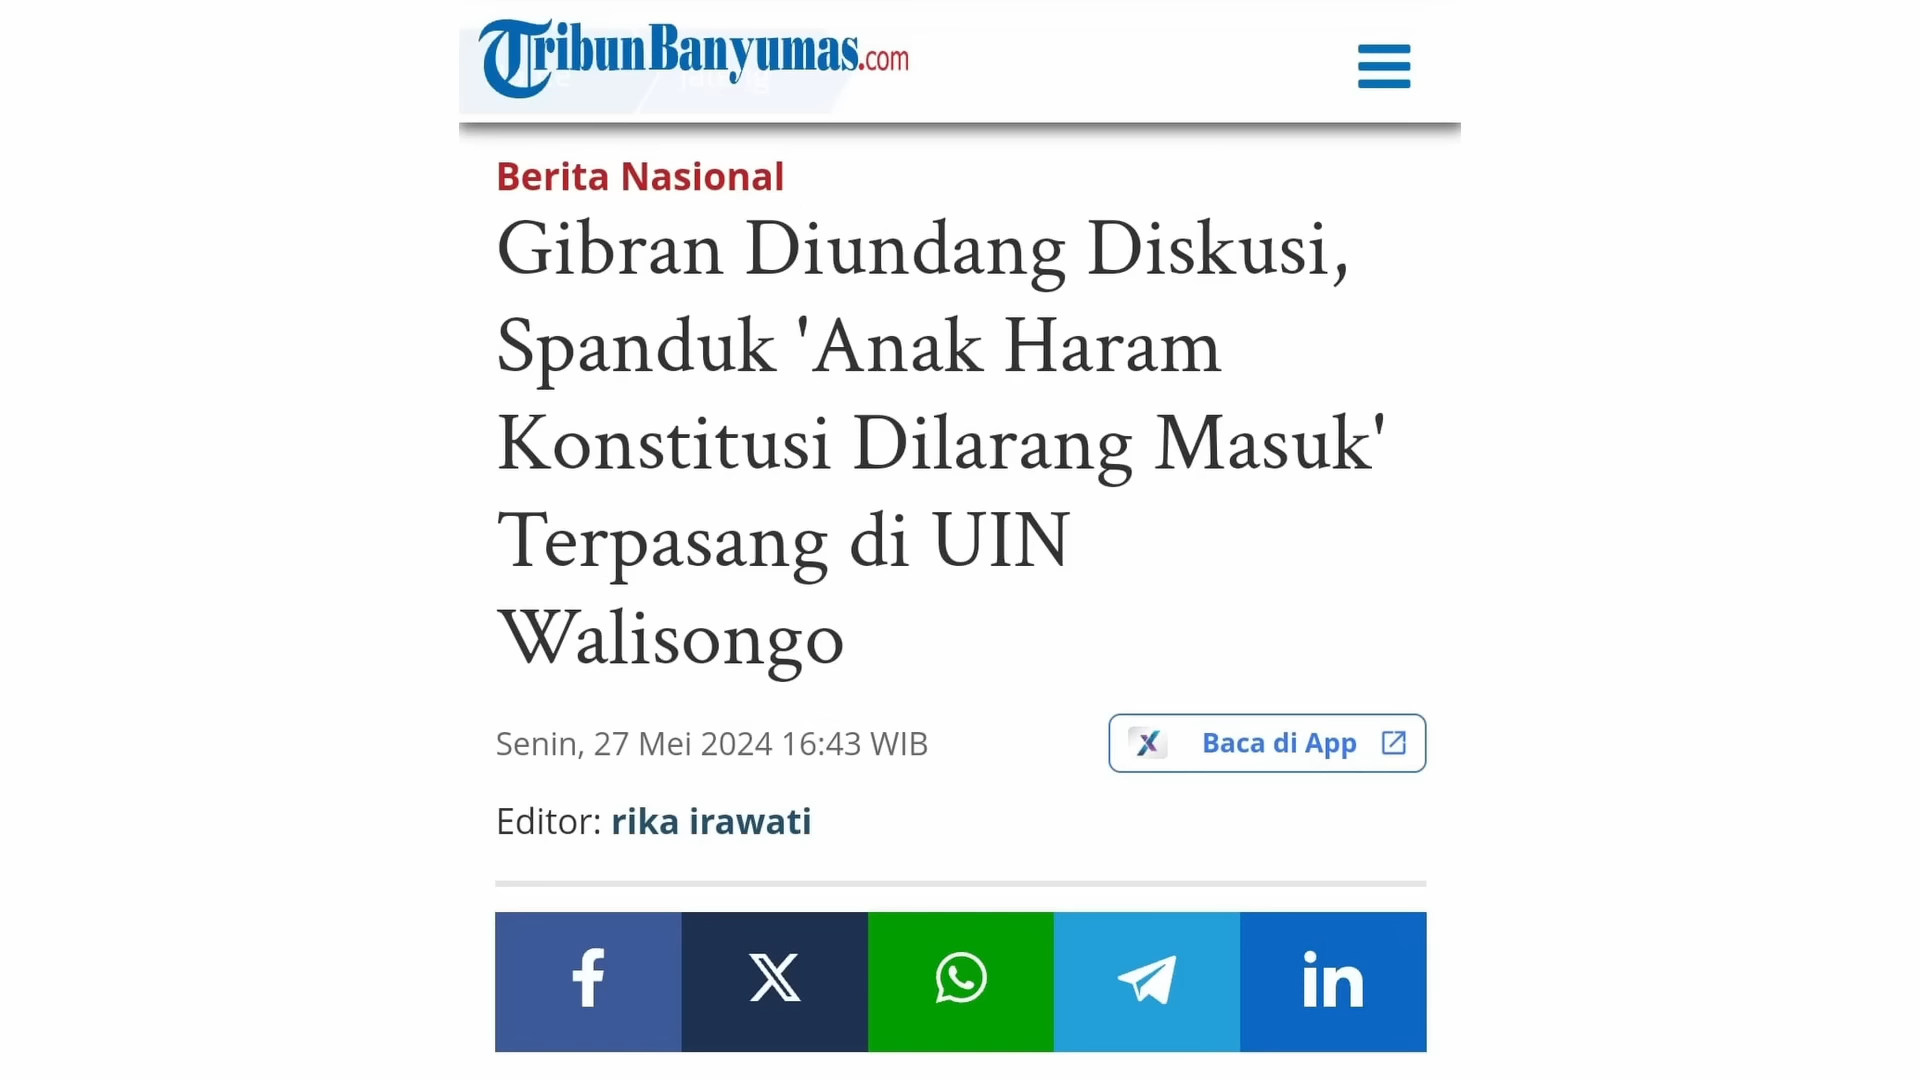 TribunBanyumas.com
Berita Nasional
Gibran Diundang Diskusi,
Spanduk 'Anak Haram
Konstitusi Dilarang Masuk'
Terpasang di UIN
Walisongo
Senin, 27 Mei 2024 16:43 WIB
Baca di App
Editor: rika irawati